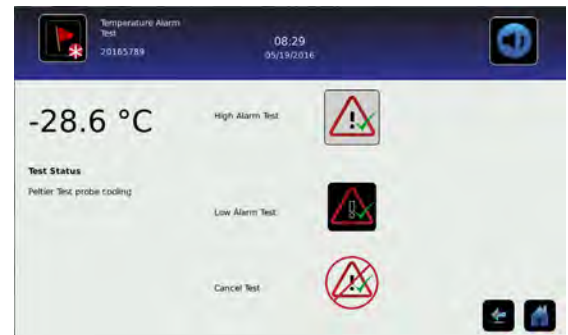 Temperature Alarm
Test
20165789
08:29
05/19/2016
-28.6 °C
High Alarm Test
Test Status
Peltier Test probe cooling
Low Alarm Test
Cancel Test